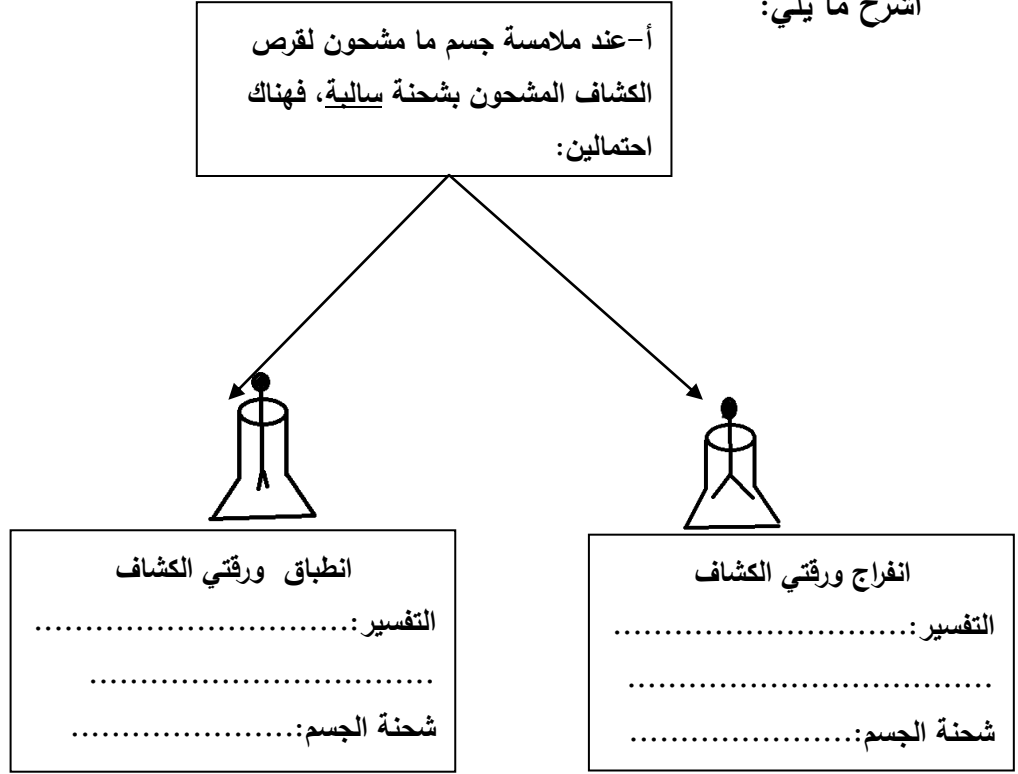 اشرح ما يلي:
أ-عند ملامسة جسم ما مشحون لقرص
الكشاف المشحون بشحنة سالبة، فهناك
احتمالين:
انفراج ورقتي الكشاف
التفسير:.............................
....................................
شحنة الجسم:......................
انطباق ورقتي الكشاف
التفسير:...............................
..................................
شحنة الجسم:......................